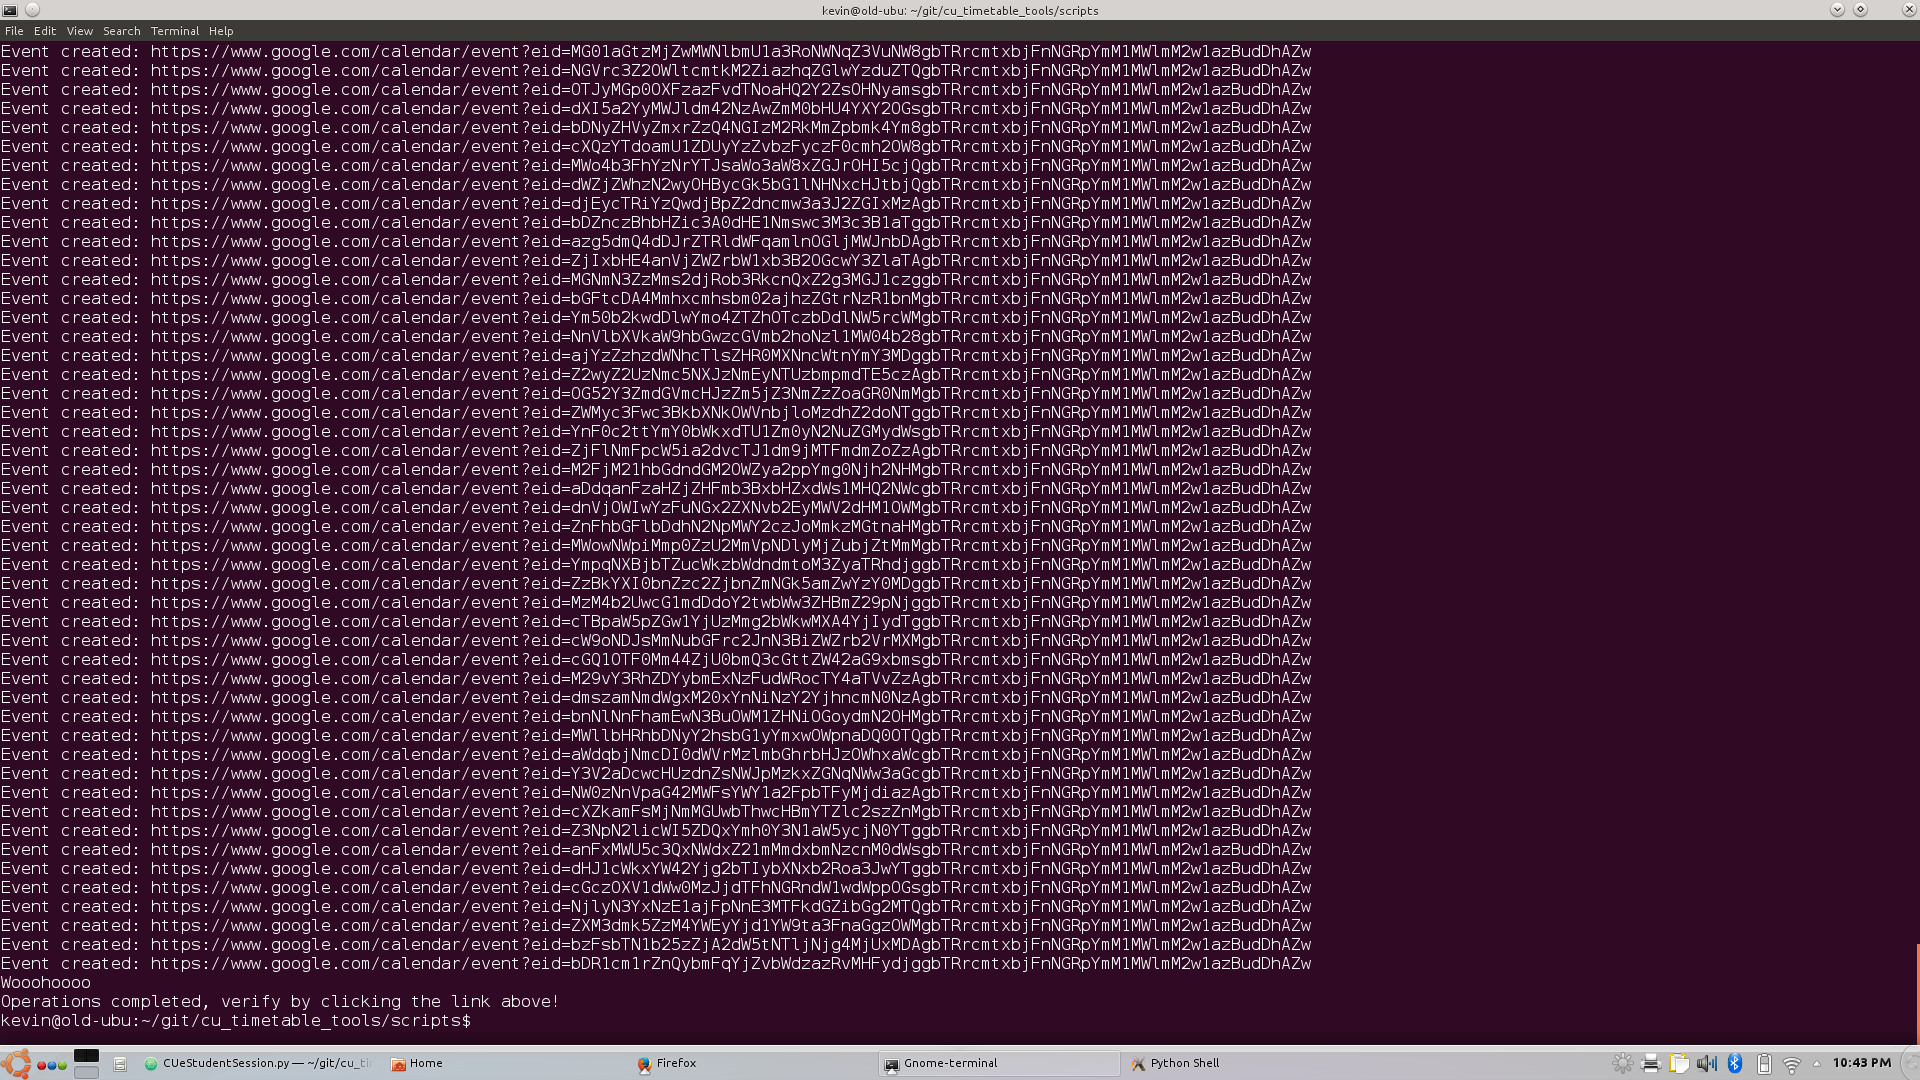 kevin@old-ubu: ~/git/cu_timetable_tools/scripts
File Edit View Search Terminal Help
Event created: https://www.google.com/calendar/event?eid=MG01aGtzMjZwMWNlbmU1a3RoNWNqZ3VuNW8gbTRrcmtxbjFnNGRpYmM1MWlmM2w1azBudDhAZw
Event created: https://www.google.com/calendar/event?eid=NGVrc3Z2OWltcmtkM2ZiazhqZGlwYzduZTQgbTRrcmtxbjFnNGRpYmM1MWlmM2w1azBudDhAZw
Event created: https://www.google.com/calendar/event?eid=OTJyMGp0OXFzazFvdTNoaHQ2Y2ZsOHNyamsgbTRrcmtxbjFnNGRpYmM1MWlmM2w1azBudDhAZw
Event created: https://www.google.com/calendar/event?eid=dXI5a2YyMWJldm42NzAwZmM0bHU4YXY2OGsgbTRrcmtxbjFnNGRpYmM1MWlmM2w1azBudDhAZw
Event created: https://www.google.com/calendar/event?eid=bDNyZHVyZmxrZzQ4NGIzM2RkMmZpbmk4Ym8gbTRrcmtxbjFnNGRpYmM1MWlmM2w1azBudDhAZw
Event created: https://www.google.com/calendar/event?eid=cXQzYTdoamU1ZDUyYzZvbzFyczF0cmh2OW8gbTRrcmtxbjFnNGRpYmM1MWlmM2w1azBudDhAZw
Event created: https://www.google.com/calendar/event?eid=MWo4b3FhYzNrYTJsaWo3aW8xZGJrOHI5cjQgbTRrcmtxbjFnNGRpYmM1MWlmM2w1azBudDhAZw
Event created: https://www.google.com/calendar/event?eid=dWZjZWhzN2wyOHBycGk5bG1lNHNxcHJtbjQgbTRrcmtxbjFnNGRpYmM1MWlmM2w1azBudDhAZw
Event created: https://www.google.com/calendar/event?eid=djEycTRiYzQwdjBpZ2dncmw3a3J2ZGIxMzAgbTRrcmtxbjFnNGRpYmM1MWlmM2w1azBudDhAZw
Event created: https://www.google.com/calendar/event?eid=bDZnczBhbHZic3A0dHE1Nmswc3M3c3B1aTggbTRrcmtxbjFnNGRpYmM1MWlmM2w1azBudDhAZw
Event created: https://www.google.com/calendar/event?eid=azg5dmQ4dDJrZTRldWFqamlnOGljMWJnbDAgbTRrcmtxbjFnNGRpYmM1MWlmM2w1azBudDhAZw
Event created: https://www.google.com/calendar/event?eid=ZjIxbHE4anVjZWZrbW1xb3B2OGcwY3ZlaTAgbTRrcmtxbjFnNGRpYmM1MWlmM2w1azBudDhAZw
Event created: https://www.google.com/calendar/event?eid=MGNmN3ZzMms2djRob3RkcnQxZ2g3MGJ1czggbTRrcmtxbjFnNGRpYmM1MWlmM2w1azBudDhAZw
Event created: https://www.google.com/calendar/event?eid=bGFtcDA4Mmhxcmhsbm02ajhzZGtrNzR1bnMgbTRrcmtxbjFnNGRpYmM1MWlmM2w1azBudDhAZw
Event created: https://www.google.com/calendar/event?eid=Ym50b2kwdDlwYmo4ZTZhOTczbDdlNW5rcWMgbTRrcmtxbjFnNGRpYmM1MWlmM2w1azBudDhAZw
Event created: https://www.google.com/calendar/event?eid=NnVlbXVkaW9hbGwzcGVmb2hoNzl1MW04b28gbTRrcmtxbjFnNGRpYmM1MWlmM2w1azBudDhAZw
Event created: https://www.google.com/calendar/event?eid=ajYzZzhzdWNhcTlsZHR0MXNncWtnYmY3MDggbTRrcmtxbjFnNGRpYmM1MWlmM2w1azBudDhAZw
Event created: https://www.google.com/calendar/event?eid=Z2wyZ2UzNmc5NXJzNmEyNTUzbmpmdTE5czAgbTRrcmtxbjFnNGRpYmM1MWlmM2w1azBudDhAZw
Event created: https://www.google.com/calendar/event?eid=OG52Y3ZmdGVmcHJzZm5jZ3NmZzZoaGR0NmMgbTRrcmtxbjFnNGRpYmM1MWlmM2w1azBudDhAZw
Event created: https://www.google.com/calendar/event?eid=ZWMyc3Fwc3BkbXNkOWVnbjloMzdhZ2doNTggbTRrcmtxbjFnNGRpYmM1MWlmM2w1azBudDhAZw
Event created: https://www.google.com/calendar/event?eid=YnF0c2ttYmY0bWkxdTU1Zm0yN2NuZGMydWsgbTRrcmtxbjFnNGRpYmM1MWlmM2w1azBudDhAZw
Event created: https://www.google.com/calendar/event?eid=ZjFlNmFpcW5ia2dvcTJ1dm9jMTFmdmZoZzAgbTRrcmtxbjFnNGRpYmM1MWlmM2w1azBudDhAZw
Event created: https://www.google.com/calendar/event?eid=M2FjM21hbGdndGM2OWZya2ppYmg0Njh2NHMgbTRrcmtxbjFnNGRpYmM1MWlmM2w1azBudDhAZw
Event created: https://www.google.com/calendar/event?eid=aDdqanFzaHZjZHFmb3BxbHZxdWs1MHQ2NWcgbTRrcmtxbjFnNGRpYmM1MWlmM2w1azBudDhAZw
Event created: https://www.google.com/calendar/event?eid=dnVjOWIwYzFuNGx2ZXNvb2EyMWV2dHM1OWMgbTRrcmtxbjFnNGRpYmM1MWlmM2w1azBudDhAZw
Event created: https://www.google.com/calendar/event?eid=ZnFhbGFlbDdhN2NpMWY2czJoMmkzMGtnaHMgbTRrcmtxbjFnNGRpYmM1MWlmM2w1azBudDhAZw
Event created: https://www.google.com/calendar/event?eid=MWowNWpiMmp0ZzU2MmVpNDlyMjZubjZtMmMgbTRrcmtxbjFnNGRpYmM1MWlmM2w1azBudDhAZw
Event created: https://www.google.com/calendar/event?eid=YmpqNXBjbTZucWkzbWdndmtoM3ZyaTRhdjggbTRrcmtxbjFnNGRpYmM1MWlmM2w1azBudDhAZw
Event created: https://www.google.com/calendar/event?eid=ZzBkYXI0bnZzc2ZjbnZmNGk5amZwYzY0MDggbTRrcmtxbjFnNGRpYmM1MWlmM2w1azBudDhAZw
Event created: https://www.google.com/calendar/event?eid=MzM4b2UwcG1mdDdoY2twbWw3ZHBmZ29pNjggbTRrcmtxbjFnNGRpYmM1MWlmM2w1azBudDhAZw
Event created: https://www.google.com/calendar/event?eid=cTBpaW5pZGw1YjUzMmg2bWkwMXA4YjIydTggbTRrcmtxbjFnNGRpYmM1MWlmM2w1azBudDhAZw
Event created: https://www.google.com/calendar/event?eid=cW9oNDJsMmNubGFrc2JnN3BiZWZrb2VrMXMgbTRrcmtxbjFnNGRpYmM1MWlmM2w1azBudDhAZw
Event created: https://www.google.com/calendar/event?eid=cGQ1OTF0Mm44ZjU0bmQ3cGttZW42aG9xbmsgbTRrcmtxbjFnNGRpYmM1MWlmM2w1azBudDhAZw
Event created: https://www.google.com/calendar/event?eid=M29vY3RhZDYybmExNzFudWRocTY4aTVvZzAgbTRrcmtxbjFnNGRpYmM1MWlmM2w1azBudDhAZw
Event created: https://www.google.com/calendar/event?eid=dmszamNmdWgxM20xYnNiNzY2YjhncmN0NzAgbTRrcmtxbjFnNGRpYmM1MWlmM2w1azBudDhAZw
Event created: https://www.google.com/calendar/event?eid=bnNlNnFhamEwN3BuOWM1ZHNiOGoydmN2OHMgbTRrcmtxbjFnNGRpYmM1MWlmM2w1azBudDhAZw
Event created: https://www.google.com/calendar/event?eid=MWllbHRhbDNyY2hsbG1yYmxwOWpnaDQ0OTQgbTRrcmtxbjFnNGRpYmM1MWlmM2w1azBudDhAZw
Event created: https://www.google.com/calendar/event?eid=aWdqbjNmcDI0dWVrMzlmbGhrbHJzOWhxaWcgbTRrcmtxbjFnNGRpYmM1MWlmM2w1azBudDhAZw
Event created: https://www.google.com/calendar/event?eid=Y3V2aDcwcHUzdnZsNWJpMzkxZGNqNWw3aGcgbTRrcmtxbjFnNGRpYmM1MWlmM2w1azBudDhAZw
Event created: https://www.google.com/calendar/event?eid=NW0zNnVpaG42MWFsYWY1a2FpbTFyMjdiazAgbTRrcmtxbjFnNGRpYmM1MWlmM2w1azBudDhAZw
Event created: https://www.google.com/calendar/event?eid=cXZkamFsMjNmMGUwbThwcHBmYTZlc2szZnMgbTRrcmtxbjFnNGRpYmM1MWlmM2w1azBudDhAZw
Event created: https://www.google.com/calendar/event?eid=Z3NpN2licWI5ZDQxYmh0Y3N1aW5ycjN0YTggbTRrcmtxbjFnNGRpYmM1MWlmM2w1azBudDhAZw
Event created: https://www.google.com/calendar/event?eid=anFxMWU5c3QxNWdxZ21mMmdxbmNzcnM0dWsgbTRrcmtxbjFnNGRpYmM1MWlmM2w1azBudDhAZw
Event created: https://www.google.com/calendar/event?eid=dHJ1cWkxYW42Yjg2bTIybXNxb2Roa3JwYTggbTRrcmtxbjFnNGRpYmM1MWlmM2w1azBudDhAZw
Event created: https://www.google.com/calendar/event?eid=cGczOXV1dWw0MzJjdTFhNGRndW1wdWppOGsgbTRrcmtxbjFnNGRpYmM1MWlmM2w1azBudDhAZw
Event created: https://www.google.com/calendar/event?eid=NjlyN3YxNzE1ajFpNnE3MTFkdGZibGg2MTQgbTRrcmtxbjFnNGRpYmM1MWlmM2w1azBudDhAZw
Event created: https://www.google.com/calendar/event?eid=ZXM3dmk5ZzM4YWEyYjd1YW9ta3FnaGgzOWMgbTRrcmtxbjFnNGRpYmM1MWlmM2w1azBudDhAZw
Event created: https://www.google.com/calendar/event?eid=bzFsbTN1b25zZjA2dW5tNTljNjg4MjUxMDAgbTRrcmtxbjFnNGRpYmM1MWlmM2w1azBudDhAZw
Event created: https://www.google.com/calendar/event?eid=bDR1cm1rZnQybmFqYjZvbWdzazRvMHFydjggbTRrcmtxbjFnNGRpYmM1MWlmM2w1azBudDhAZw
Wooohoooo
Operations completed, verify by clicking the link above!
kevin@old-ubu:~/git/cu_timetable_tools/scripts$
CUeStudentSession.py — ~/git/cu_tim Home Firefox Gnome-terminal Python Shell 10:43 PM